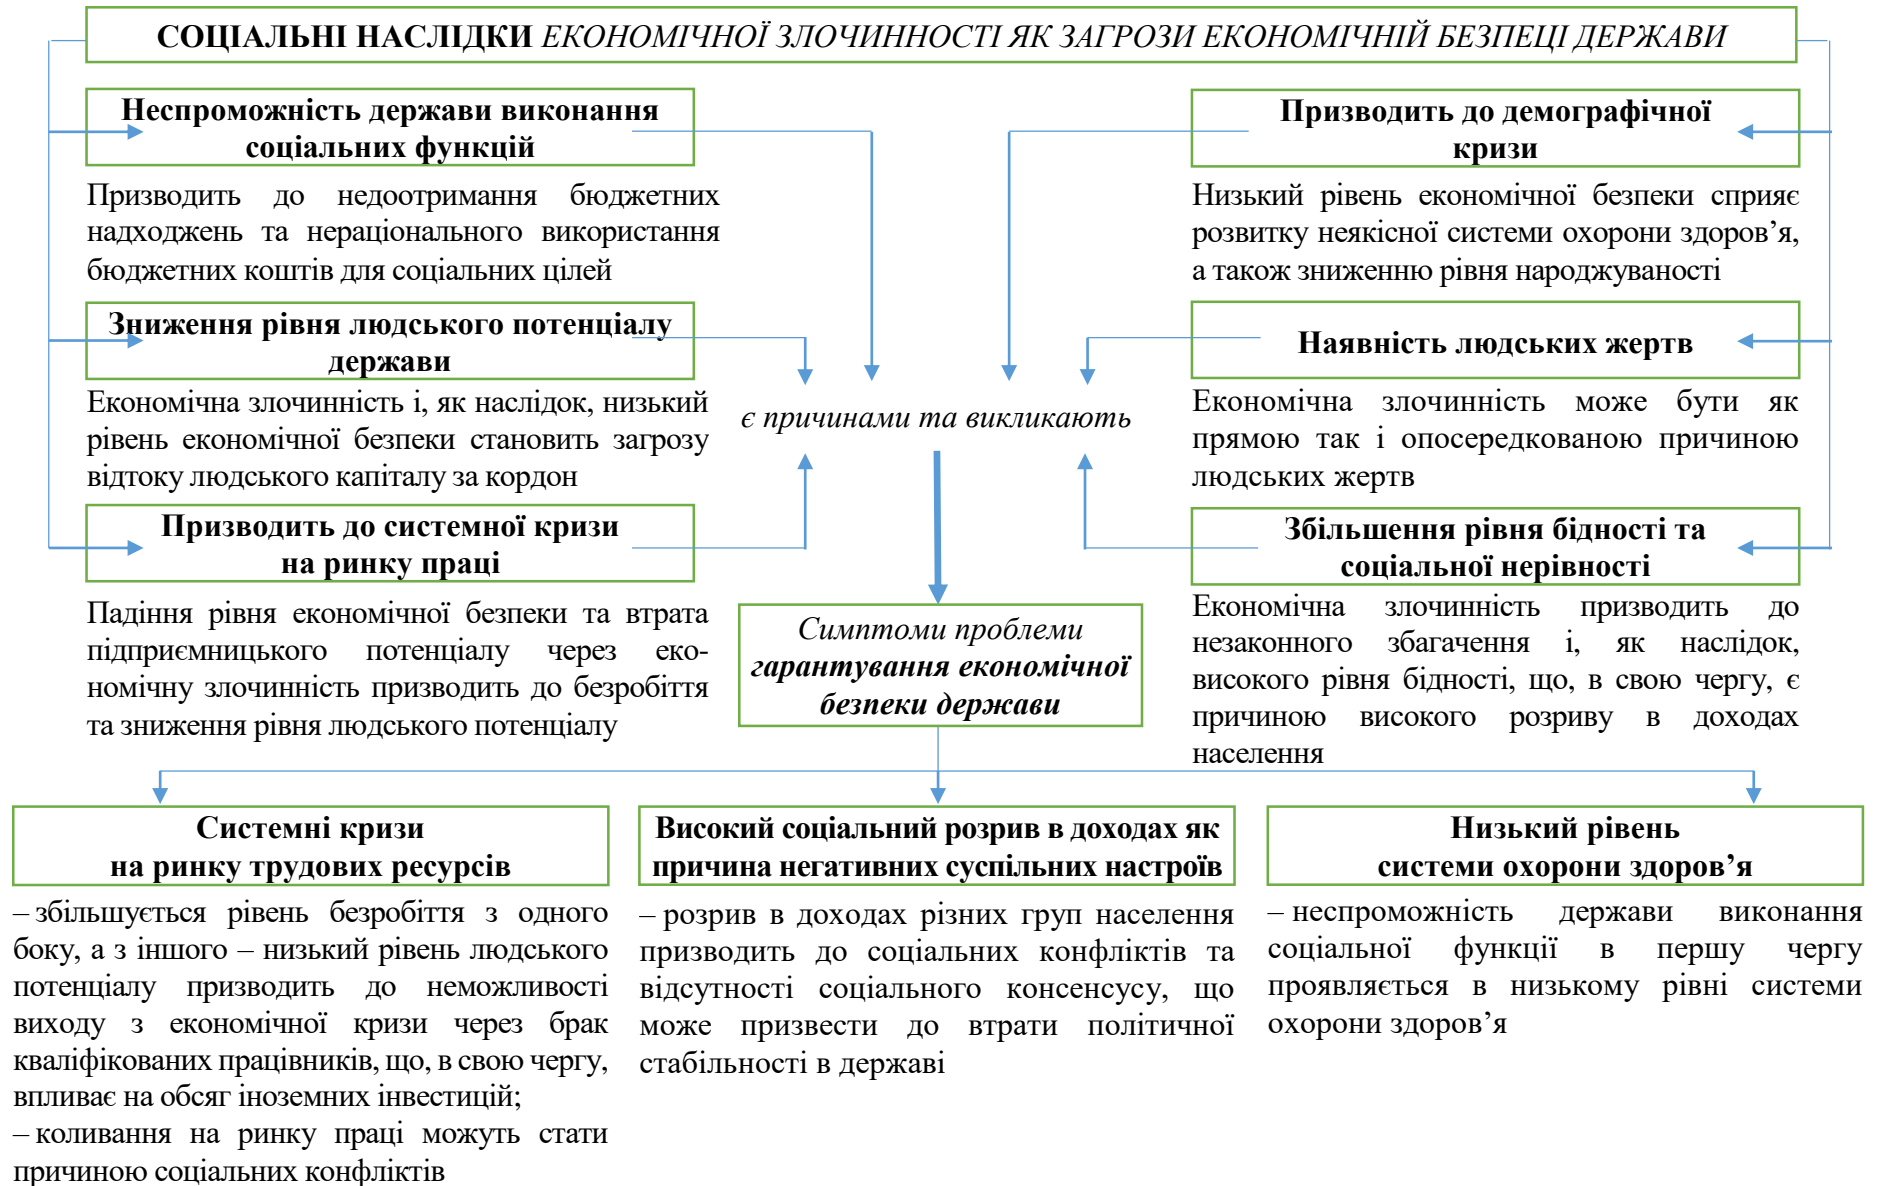 СОЦІАЛЬНІ НАСЛІДКИ ЕКОНОМІЧНОЇ ЗЛОЧИННОСТІ ЯК ЗАГРОЗИ ЕКОНОМІЧНІЙ БЕЗПЕЦІ ДЕРЖАВИ
Неспроможність держави виконання
соціальних функцій
Призводить до недоотримання бюджетних
надходжень та нераціонального використання
бюджетних коштів для соціальних цілей
Зниження рівня людського потенціалу
держави
Економічна злочинність і, як наслідок, низький
рівень економічної безпеки становить загрозу
відтоку людського капіталу за кордон
Призводить до системної кризи
на ринку праці
Падіння рівня економічної безпеки та втрата
підприємницького потенціалу через еко-
номічну злочинність призводить до безробіття
та зниження рівня людського потенціалу
Призводить до демографічної
кризи
Низький рівень економічної безпеки сприяє
розвитку неякісної системи охорони здоров’я,
а також зниженню рівня народжуваності
Наявність людських жертв
Економічна злочинність може бути як
прямою так і опосередкованою причиною
людських жертв
Збільшення рівня бідності та
соціальної нерівності
Економічна злочинність призводить до
незаконного збагачення і, як наслідок,
високого рівня бідності, що, в свою чергу, є
причиною високого розриву в доходах
населення
є причинами та викликають
Симптоми проблеми
гарантування економічної
безпеки держави
Системні кризи
на ринку трудових ресурсів
– збільшується рівень безробіття з одного
боку, а з іншого – низький рівень людського
потенціалу призводить до неможливості
виходу з економічної кризи через брак
кваліфікованих працівників, що, в свою чергу,
впливає на обсяг іноземних інвестицій;
– коливання на ринку праці можуть стати
причиною соціальних конфліктів
Високий соціальний розрив в доходах як
причина негативних суспільних настроїв
– розрив в доходах різних груп населення
призводить до соціальних конфліктів та
відсутності соціального консенсусу, що
може призвести до втрати політичної
стабільності в державі
Низький рівень
системи охорони здоров’я
– неспроможність держави виконання
соціальної функції в першу чергу
проявляється в низькому рівні системи
охорони здоров’я